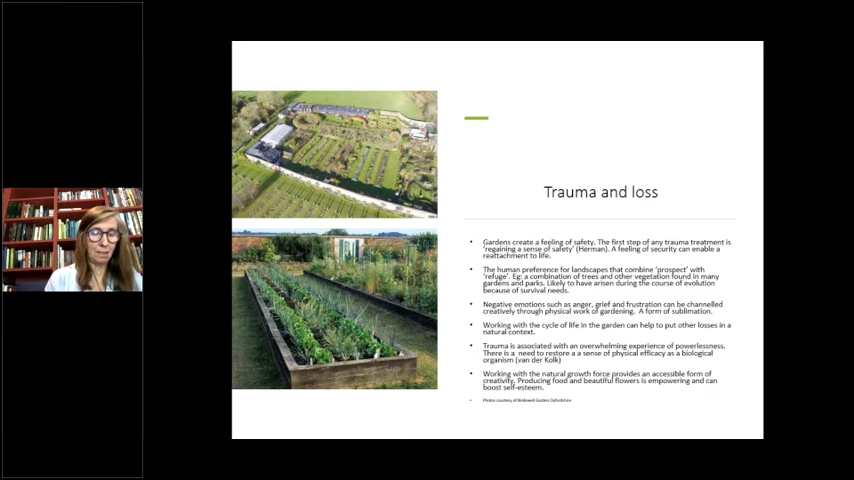 Trauma and loss
• Gardens create a feeling of safety. The first step of any trauma treatment is
'regaining a sense of safety' (Herman). A feeling of security can enable a
reattachment to life.
• The human preference for landscapes that combine 'prospect' with
'refuge'. Eg: a combination of trees and other vegetation found in many
gardens and parks. Likely to have arisen during the course of evolution
because of survival needs.
• Negative emotions such as anger, grief and frustration can be channelled
creatively through physical work of gardening. A form of sublimation.
• Working with the cycle of life in the garden can help to put other losses in a
natural context.
• Trauma is associated with an overwhelming experience of powerlessness.
There is a need to restore a a sense of physical efficacy as a biological
organism (van der Kolk)
• Working with the natural growth force provides an accessible form of
creativity. Producing food and beautiful flowers is empowering and can
boost self-esteem.
• Photos courtesy of Bridewell Garden Oxfordshire